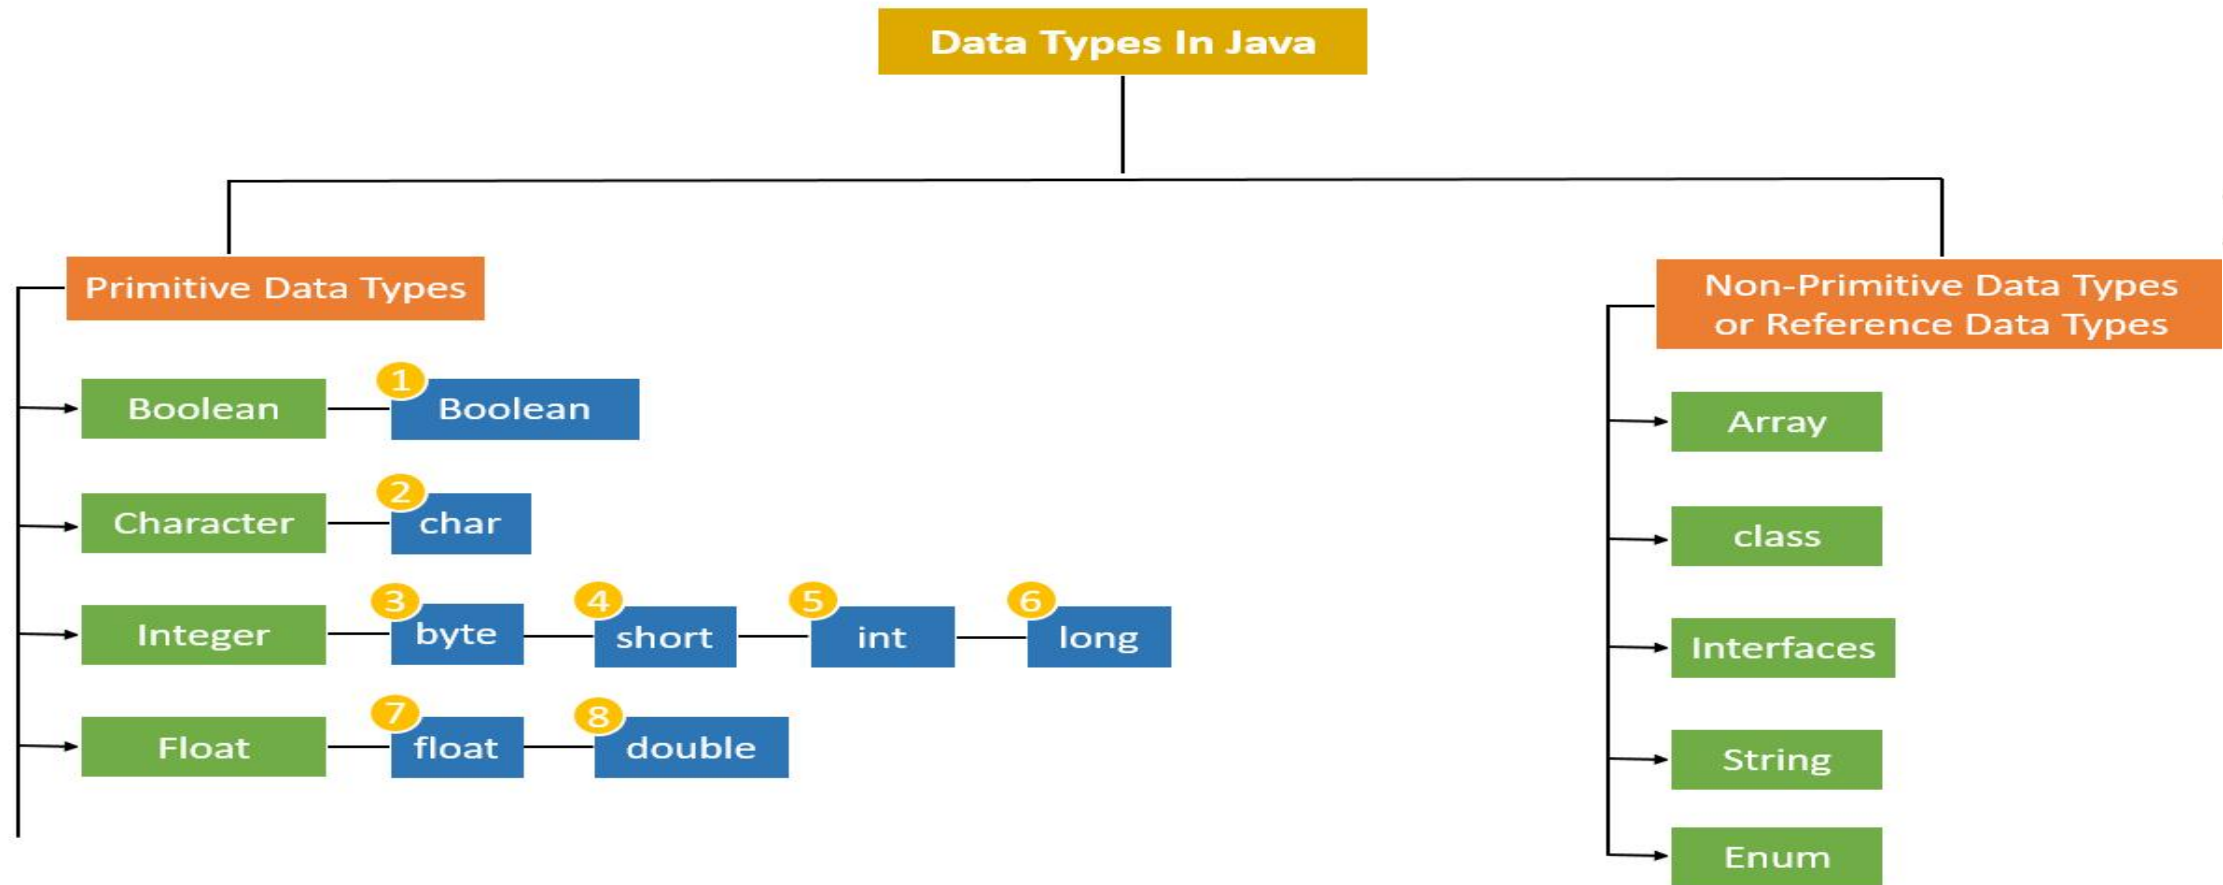 Data Types In Java
Primitive Data Types
Boolean
1
Boolean
Character
2
char
Integer
3
byte
4
short
5
int
6
long
Float
7
float
8
double
Non-Primitive Data Types
or Reference Data Types
Array
class
Interfaces
String
Enum